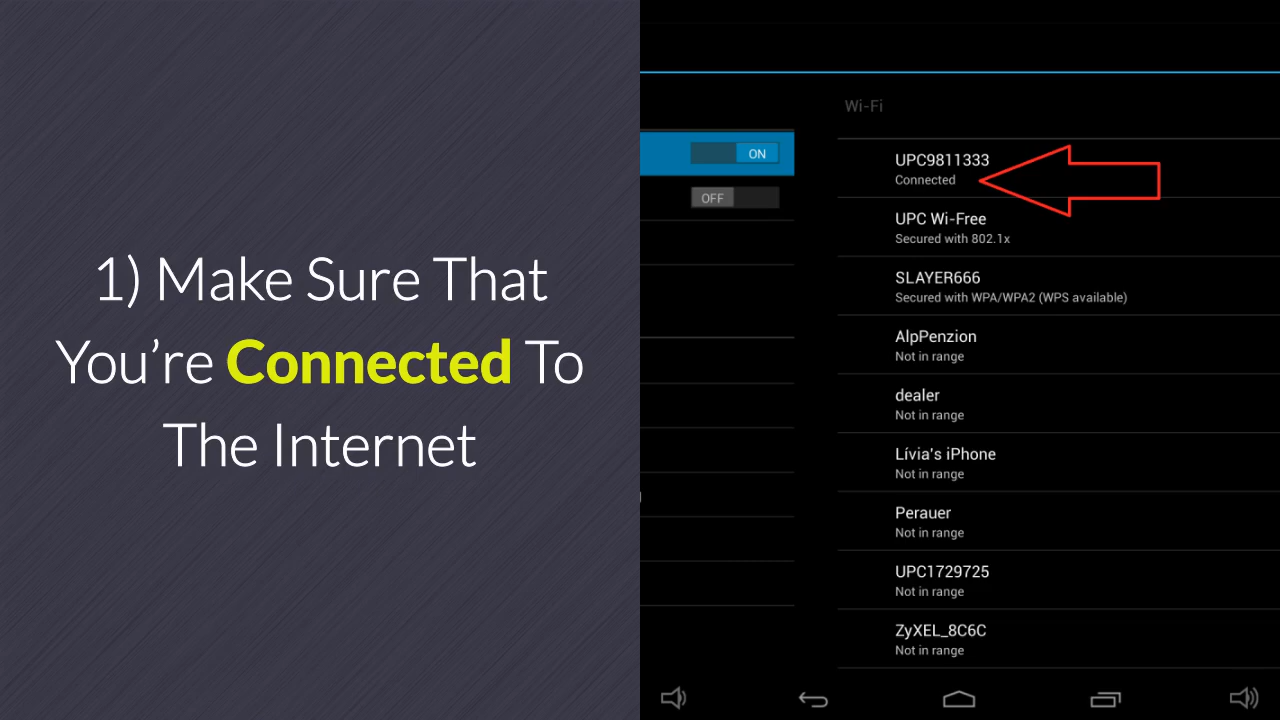 1) Make Sure That
You’re Connected To
The Internet
ON
OFF
Wi-Fi
UPC9811333
Connected
UPC Wi-Free
Secured with 802.1x
SLAYER666
Secured with WPA/WPA2 (WPS available)
AlpPenzion
Not in range
dealer
Not in range
Lívia's iPhone
Not in range
Perauer
Not in range
UPC1729725
Not in range
ZyXEL_8C6C
Not in range